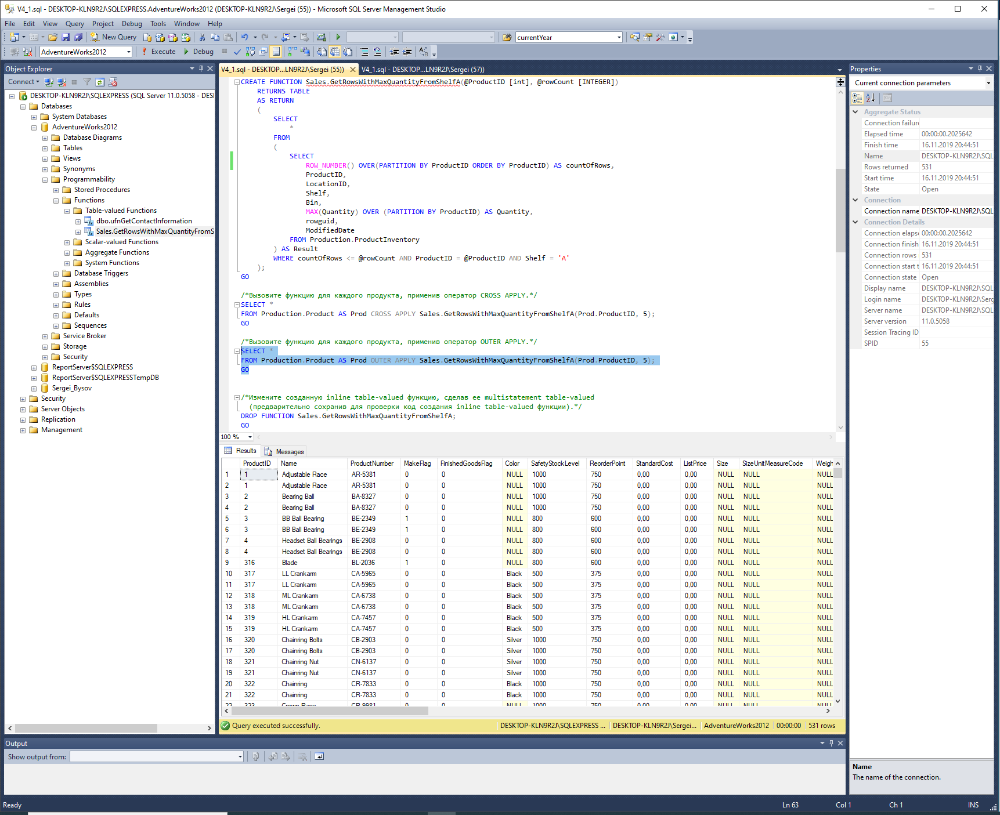 V4_1.sql - DESKTOP-KLN9R2J\SQLEXPRESS.AdventureWorks2012 (DESKTOP-KLN9R2J\Sergei (55)) - Microsoft SQL Server Management Studio
File Edit View Query Project Debug Tools Window Help
New Query currentYear
AdventureWorks2012 Execute Debug
Object Explorer
Connect
DESKTOP-KLN9R2J\SQLEXPRESS (SQL Server 11.0.5058 - DESI
Databases
System Databases
AdventureWorks2012
Database Diagrams
Tables
Views
Synonyms
Programmability
Stored Procedures
Functions
Table-valued Functions
dbo.ufnGetContactInformation
Sales.GetRowsWithMaxQuantityFromS
Scalar-valued Functions
Aggregate Functions
System Functions
Database Triggers
Assemblies
Types
Rules
Defaults
Sequences
Service Broker
Storage
Security
ReportServer$SQLEXPRESS
ReportServer$SQLEXPRESSTempDB
Sergei_Bysov
Security
Server Objects
Replication
Management
V4_1.sql - DESKTOP...LN9R2J\Sergei (55)) V4_1.sql - DESKTOP...LN9R2J\Sergei (57))
CREATE FUNCTION Sales.GetRowsWithMaxQuantityFromShelfA(@ProductID [int], @rowCount [INTEGER])
RETURNS TABLE
AS RETURN
(
SELECT
*
FROM
(
SELECT
ROW_NUMBER() OVER(PARTITION BY ProductID ORDER BY ProductID) AS countOfRows,
ProductID,
LocationID,
Shelf,
Bin,
MAX(Quantity) OVER (PARTITION BY ProductID) AS Quantity,
rowguid,
ModifiedDate
FROM Production.ProductInventory
) AS Result
WHERE countOfRows <= @rowCount AND ProductID = @ProductID AND Shelf = 'A'
);
GO
/*Вызовите функцию для каждого продукта, применив оператор CROSS APPLY.*/
SELECT *
FROM Production.Product AS Prod CROSS APPLY Sales.GetRowsWithMaxQuantityFromShelfA(Prod.ProductID, 5);
GO
/*Вызовите функцию для каждого продукта, применив оператор OUTER APPLY.*/
SELECT *
FROM Production.Product AS Prod OUTER APPLY Sales.GetRowsWithMaxQuantityFromShelfA(Prod.ProductID, 5);
GO
/*Измените созданную inline table-valued функцию, сделав ее multistatement table-valued
(предварительно сохранив для проверки код создания inline table-valued функции).*/
DROP FUNCTION Sales.GetRowsWithMaxQuantityFromShelfA;
GO
100 %
Results Messages
ProductID Name ProductNumber MakeFlag FinishedGoodsFlag Color SafetyStockLevel ReorderPoint StandardCost ListPrice Size SizeUnitMeasureCode Weigh
1 1 Adjustable Race AR-5381 0 0 NULL 1000 750 0,00 0,00 NULL NULL NULL
2 1 Adjustable Race AR-5381 0 0 NULL 1000 750 0,00 0,00 NULL NULL NULL
3 2 Bearing Ball BA-8327 0 0 NULL 1000 750 0,00 0,00 NULL NULL NULL
4 2 Bearing Ball BA-8327 0 0 NULL 1000 750 0,00 0,00 NULL NULL NULL
5 3 BB Ball Bearing BE-2349 1 0 NULL 800 600 0,00 0,00 NULL NULL NULL
6 3 BB Ball Bearing BE-2349 1 0 NULL 800 600 0,00 0,00 NULL NULL NULL
7 4 Headset Ball Bearings BE-2908 0 0 NULL 800 600 0,00 0,00 NULL NULL NULL
8 4 Headset Ball Bearings BE-2908 0 0 NULL 800 600 0,00 0,00 NULL NULL NULL
9 316 Blade BL-2036 1 0 NULL 800 600 0,00 0,00 NULL NULL NULL
10 317 LL Crankarm CA-5965 0 0 Black 500 375 0,00 0,00 NULL NULL NULL
11 317 LL Crankarm CA-5965 0 0 Black 500 375 0,00 0,00 NULL NULL NULL
12 318 ML Crankarm CA-6738 0 0 Black 500 375 0,00 0,00 NULL NULL NULL
13 318 ML Crankarm CA-6738 0 0 Black 500 375 0,00 0,00 NULL NULL NULL
14 319 HL Crankarm CA-7457 0 0 Black 500 375 0,00 0,00 NULL NULL NULL
15 319 HL Crankarm CA-7457 0 0 Black 500 375 0,00 0,00 NULL NULL NULL
16 320 Chainring Bolts CB-2903 0 0 Silver 1000 750 0,00 0,00 NULL NULL NULL
17 320 Chainring Bolts CB-2903 0 0 Silver 1000 750 0,00 0,00 NULL NULL NULL
18 321 Chainring Nut CN-6137 0 0 Silver 1000 750 0,00 0,00 NULL NULL NULL
19 321 Chainring Nut CN-6137 0 0 Silver 1000 750 0,00 0,00 NULL NULL NULL
20 322 Chainring CR-7833 0 0 Black 1000 750 0,00 0,00 NULL NULL NULL
21 322 Chainring CR-7833 0 0 Black 1000 750 0,00 0,00 NULL NULL NULL
22 323 Crown Race CR-9981 0 0 NULL 1000 750 0,00 0,00 NULL NULL NULL
Query executed successfully. DESKTOP-KLN9R2J\SQLEXPRESS ... DESKTOP-KLN9R2J\Sergei... AdventureWorks2012 00:00:00 531 rows
Properties
Current connection parameters
Aggregate Status
Connection failure
Elapsed time 00:00:00.2025642
Finish time 16.11.2019 20:44:51
Name DESKTOP-KLN9R2J\SQL
Rows returned 531
Start time 16.11.2019 20:44:51
State Open
Connection
Connection name DESKTOP-KLN9R2J\SQL
Connection Details
Connection elaps 00:00:00.2025642
Connection finish 16.11.2019 20:44:51
Connection rows 531
Connection start t 16.11.2019 20:44:51
Connection state Open
Display name DESKTOP-KLN9R2J\SQL
Login name DESKTOP-KLN9R2J\Serg
Server name DESKTOP-KLN9R2J\SQL
Server version 11.0.5058
Session Tracing ID
SPID 55
Name
The name of the connection.
Output
Show output from:
Ready Ln 63 Col 1 Ch 1 INS